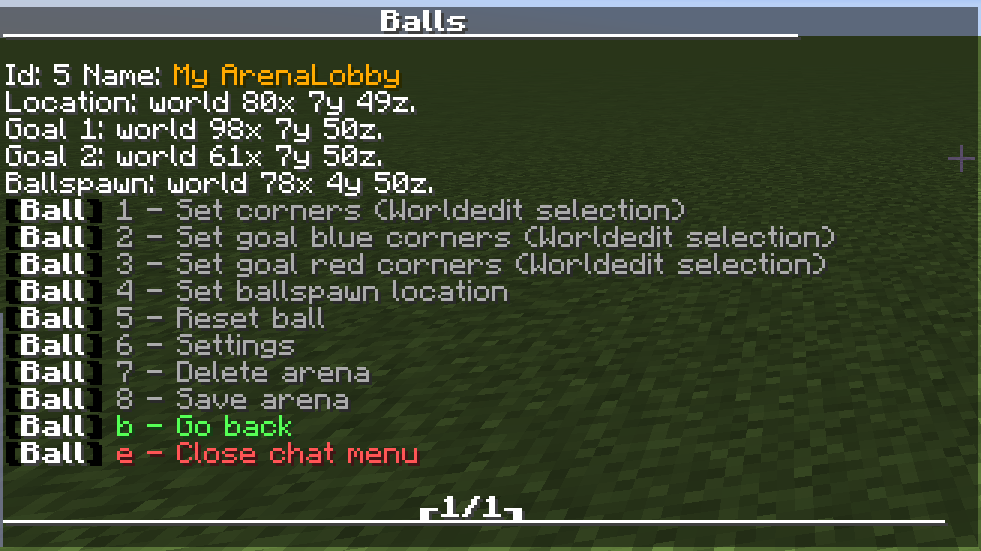 Balls
Id: 5 Name: My ArenaLobby
Location: world 80x 7y 49z.
Goal 1: world 98x 7y 50z.
Goal 2: world 61x 7y 50z.
Ballspawn: world 78x 4y 50z.
[Ball] 1 - Set corners (Worldedit selection)
[Ball] 2 - Set goal blue corners (Worldedit selection)
[Ball] 3 - Set goal red corners (Worldedit selection)
[Ball] 4 - Set ballspawn location
[Ball] 5 - Reset ball
[Ball] 6 - Settings
[Ball] 7 - Delete arena
[Ball] 8 - Save arena
[Ball] b - Go back
[Ball] e - Close chat menu
┌1/1┐